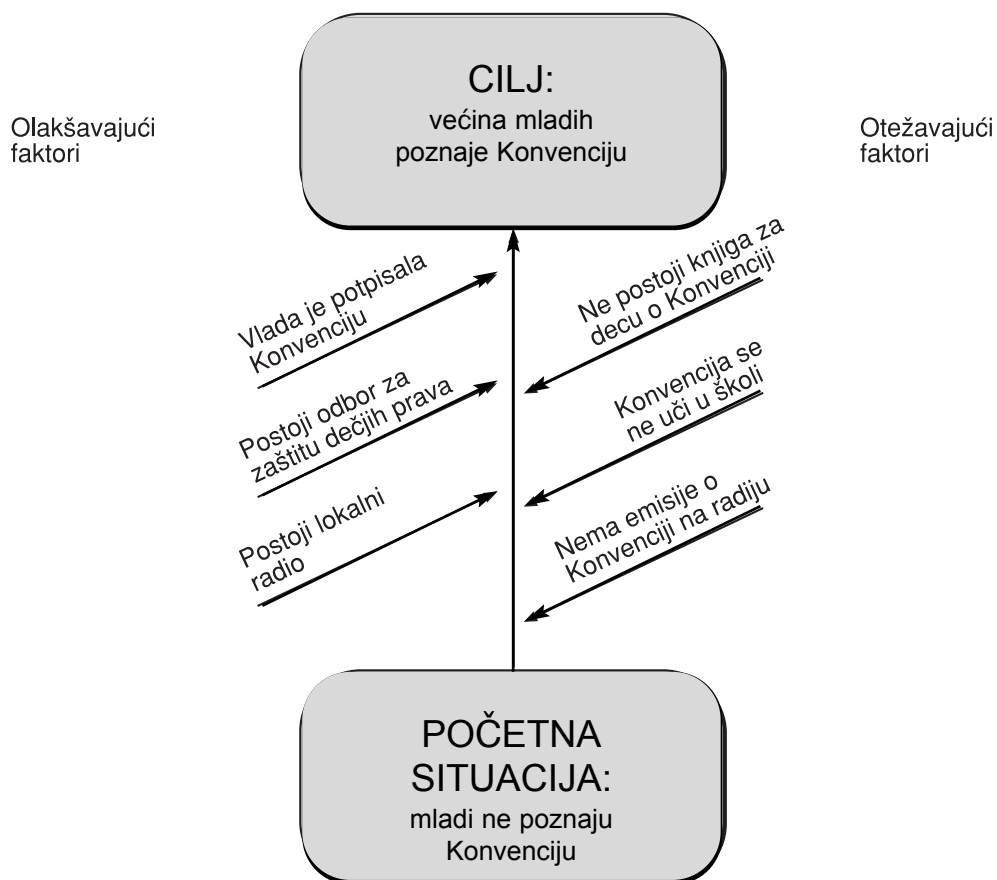 CILJ:
većina mladih
poznaje Konvenciju
Olakšavajući
faktori
Otežavajući
faktori
Vlada je potpisala
Konvenciju
Postoji odbor za
zaštitu dečjih prava
Postoji lokalni
radio
Ne postoji knjiga za
decu o Konvenciji
Konvencija se
ne uči u školi
Nema emisije o
Konvenciji na radiju
POČETNA
SITUACIJA:
mladi ne poznaju
Konvenciju